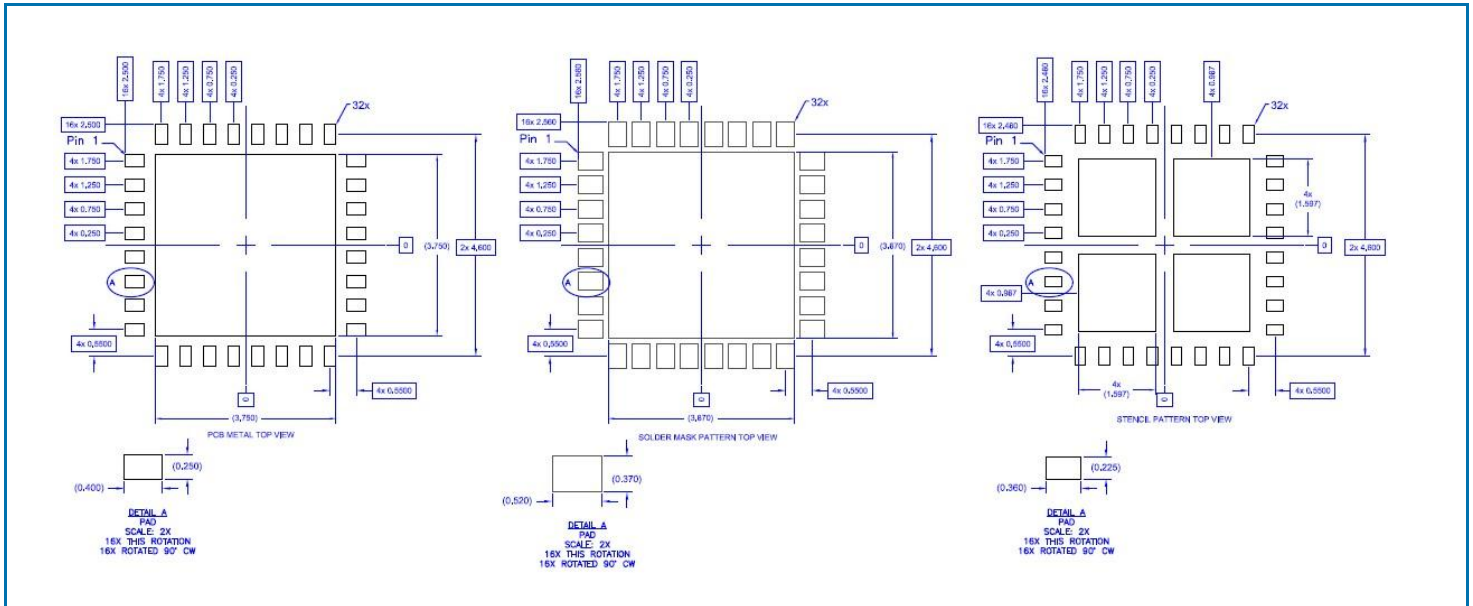 16x 2.500
4x 1.750
4x 1.250
4x 0.750
4x 0.250
32x
16x 2.500
Pin 1
4x 1.750
4x 1.250
4x 0.750
4x 0.250
A
4x 0.5500
0
(3.750)
2x 4.600
4x 0.5500
0
(3.750)
PCB METAL TOP VIEW
(0.250)
(0.400)
DETAIL A
PAD
SCALE: 2X
16X THIS ROTATION
16X ROTATED 90° CW
16x 2.560
4x 1.750
4x 1.250
4x 0.750
4x 0.250
32x
16x 2.560
Pin 1
4x 1.750
4x 1.250
4x 0.750
4x 0.250
A
4x 0.5500
0
(3.870)
2x 4.600
4x 0.5500
0
(3.870)
SOLDER MASK PATTERN TOP VIEW
(0.370)
(0.520)
DETAIL A
PAD
SCALE: 2X
16X THIS ROTATION
16X ROTATED 90° CW
16x 2.480
4x 1.750
4x 1.250
4x 0.750
4x 0.250
4x 0.987
32x
16x 2.480
Pin 1
4x 1.750
4x 1.250
4x 0.750
4x 0.250
4x
(1.597)
0
2x 4.600
A
4x 0.987
4x 0.5500
4x
(1.597)
0
4x 0.5500
STENCIL PATTERN TOP VIEW
(0.225)
(0.360)
DETAIL A
PAD
SCALE: 2X
16X THIS ROTATION
16X ROTATED 90° CW